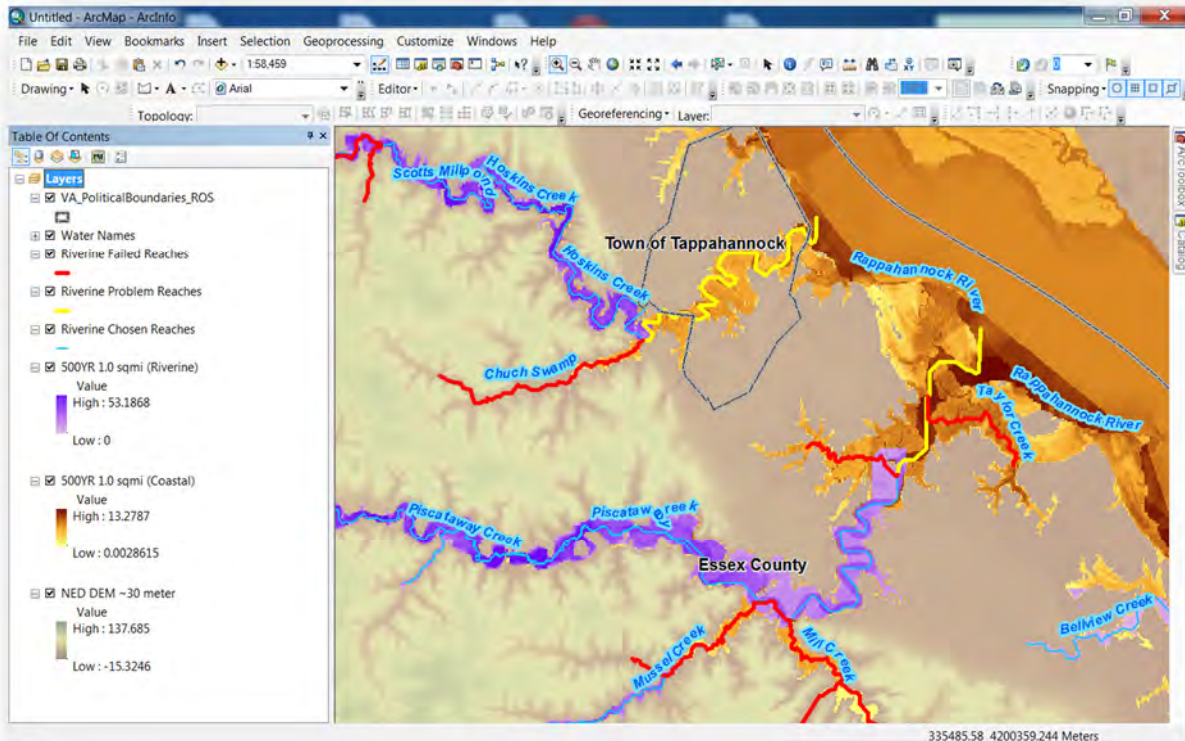 Untitled - ArcMap - ArcInfo
File Edit View Bookmarks Insert Selection Geoprocessing Customize Windows Help
1:58,459
Drawing Arial Editor Snapping
Topology: Georeferencing Layer:
Table Of Contents
Layers
VA_PoliticalBoundaries_ROS
Water Names
Riverine Failed Reaches
Riverine Problem Reaches
Riverine Chosen Reaches
500YR 1.0 sqmi (Riverine)
Value
High : 53.1868
Low : 0
500YR 1.0 sqmi (Coastal)
Value
High : 13.2787
Low : 0.0028615
NED DEM ~30 meter
Value
High : 137.685
Low : -15.3246
Scotts Millpond
Hoskins Creek
Town of Tappahannock
Hoskins Creek
Rappahannock River
Chuch Swamp
Rappahannock River
Taylor Creek
Piscataway Creek
Piscataway Creek
Essex County
Mussel Creek
Mill Creek
Bellview Creek
ArcToolbox
Catalog
335485.58 4200359.244 Meters